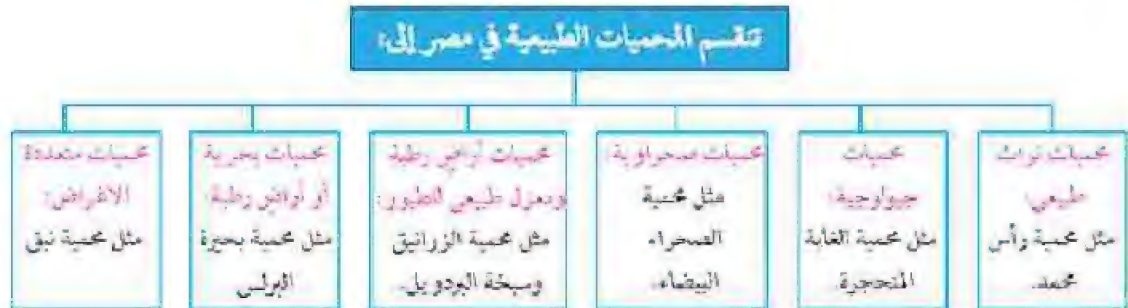 تنقسم المحميات الطبيعية في مصر إلى:
محميات تراث
طبيعي:
مثل محمية رأس
محمد.
محميات
جيولوجية:
مثل محمية الغابة
المتحجرة.
محميات صحراوية:
مثل محمية
الصحراء
البيضاء.
محميات أراضٍ رطبة
ومعزل طبيعي للطيور:
مثل محمية الزرانيق
وسبخة البردويل.
محميات بحرية
أو أراضٍ رطبة:
مثل محمية بحيرة
البرلس
محميات متعددة
الأغراض:
مثل محمية نبق